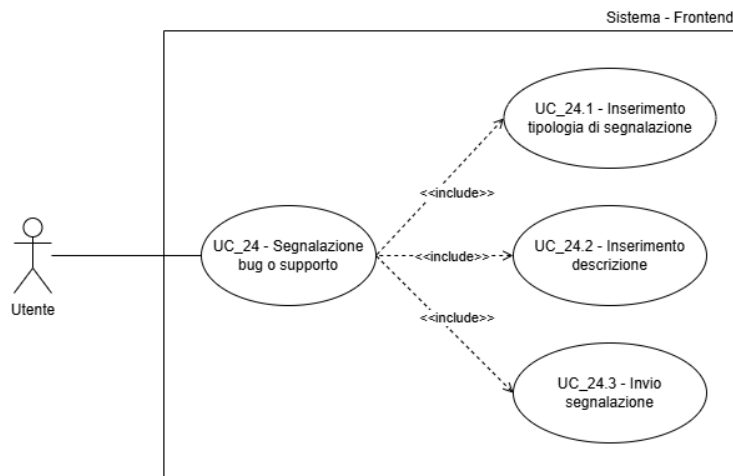 Sistema - Frontend
UC_24.1 - Inserimento
tipologia di segnalazione
<<include>>
UC_24 - Segnalazione
bug o supporto
<<include>>
UC_24.2 - Inserimento
descrizione
Utente
<<include>>
UC_24.3 - Invio
segnalazione